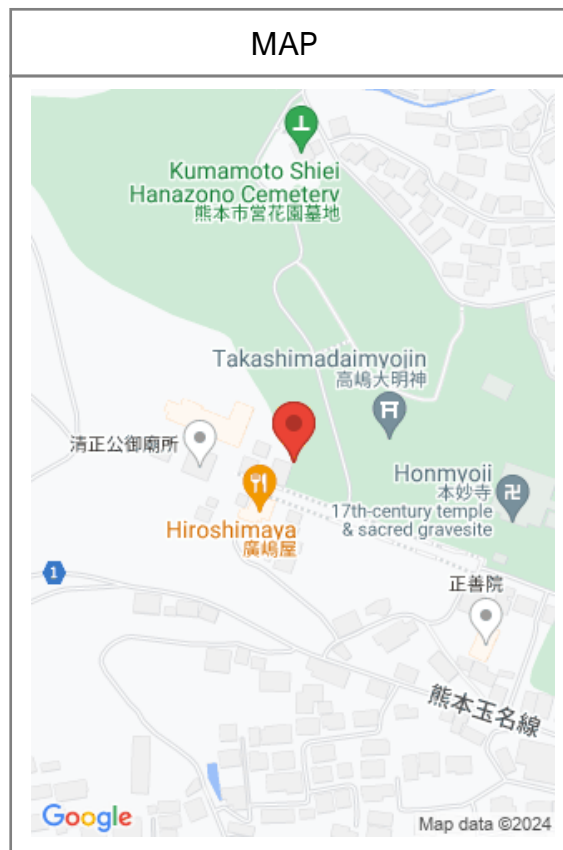 MAP
Kumamoto Shiei
Hanazono Cemetery
熊本市営花園墓地
Takashimadaimyojin
高嶋大明神
清正公御廟所
Honmyoji
本妙寺
17th-century temple
& sacred gravesite
Hiroshimaya
廣嶋屋
1
正善院
熊本玉名線
Google
Map data ©2024